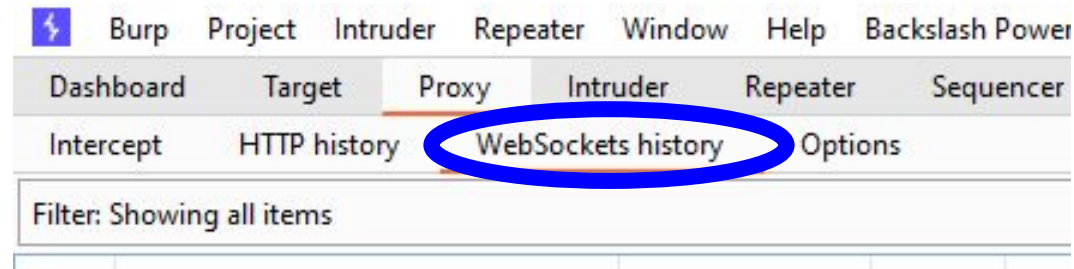 Burp Project Intruder Repeater Window Help Backslash Power
Dashboard Target Proxy Intruder Repeater Sequencer
Intercept HTTP history WebSockets history Options
Filter: Showing all items